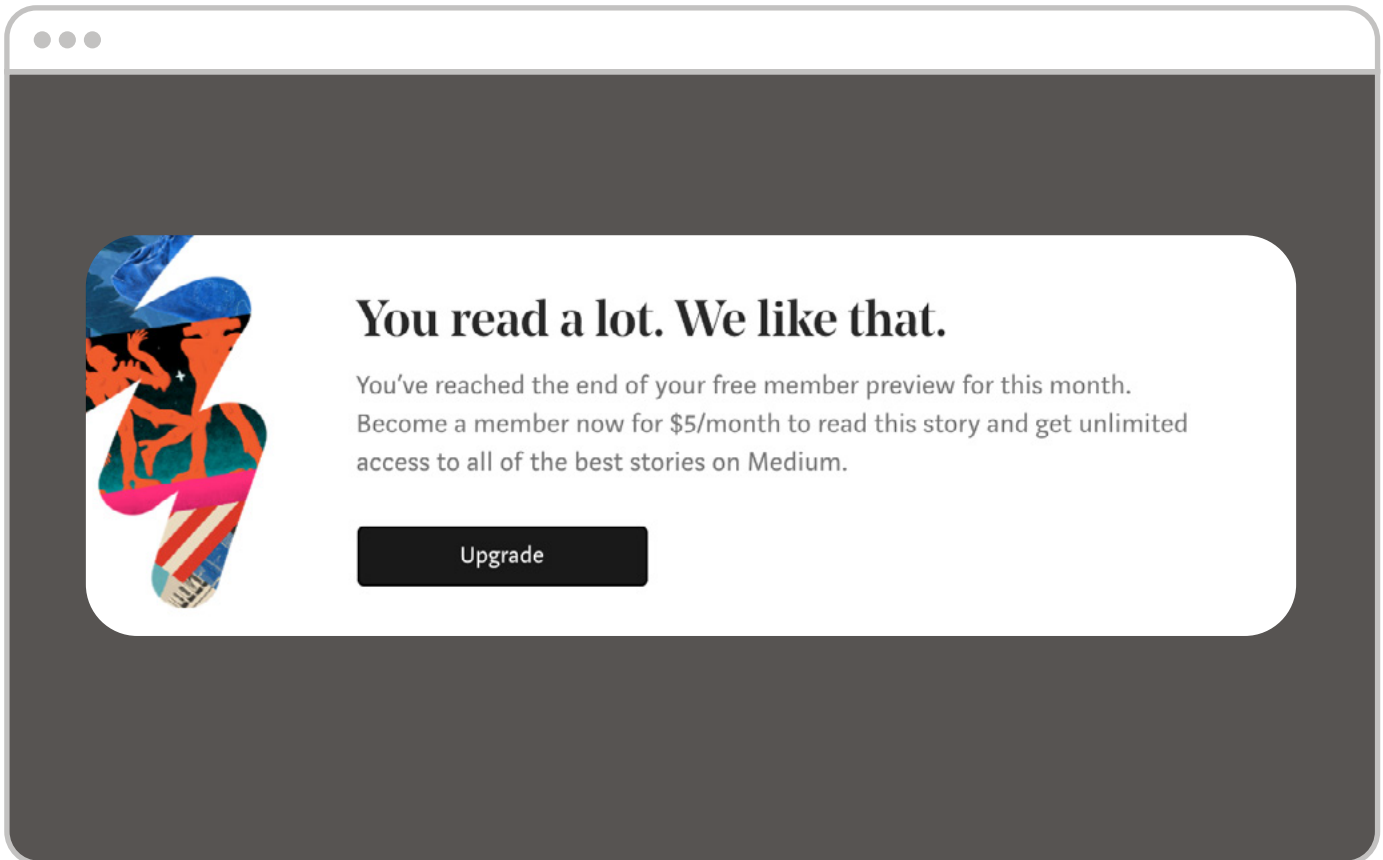 You read a lot. We like that.
You’ve reached the end of your free member preview for this month.
Become a member now for $5/month to read this story and get unlimited
access to all of the best stories on Medium.
Upgrade